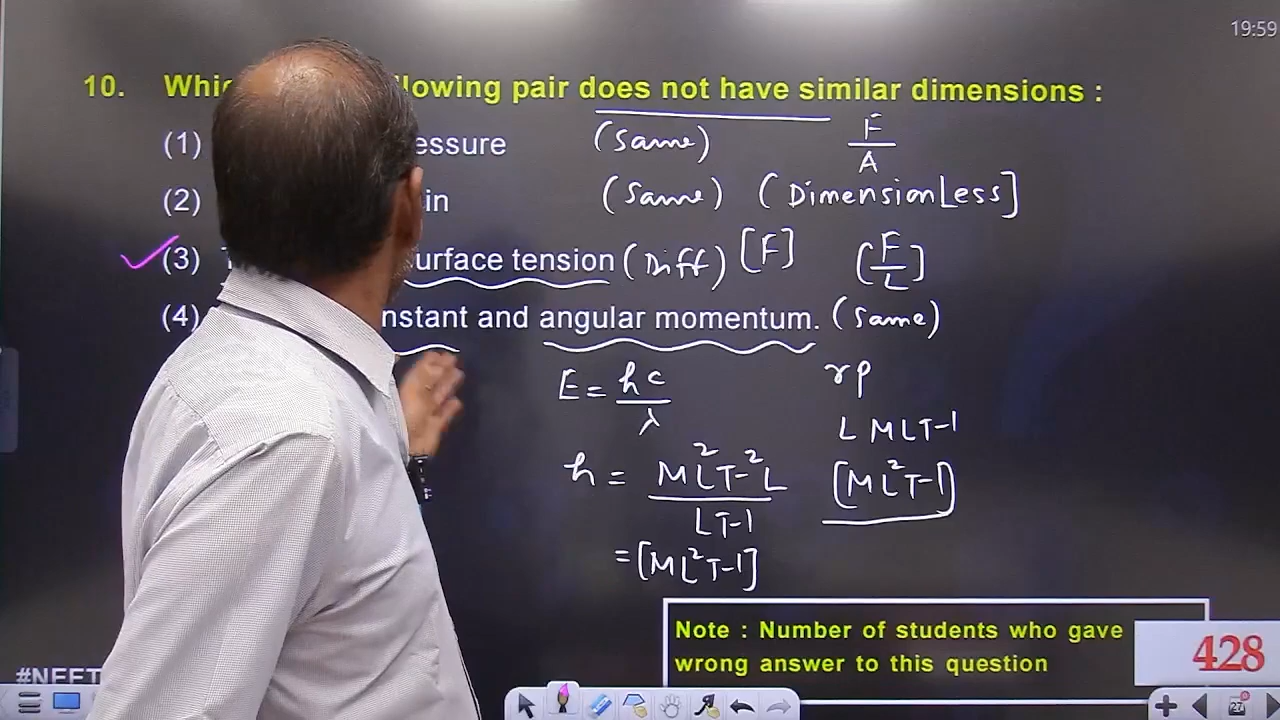 19:59
10. Whi lowing pair does not have similar dimensions :
(1) essure (Same) F/A
(2) in (Same) (DimensionLess]
(3) urface tension (Diff) [F] (F/L]
(4) nstant and angular momentum. (Same)
E = hc/λ rp
L MLT-1
h = ML²T-²L/LT-1 [ML²T-1]
=[ML²T-1]
Note : Number of students who gave
wrong answer to this question
428
#NEET
27